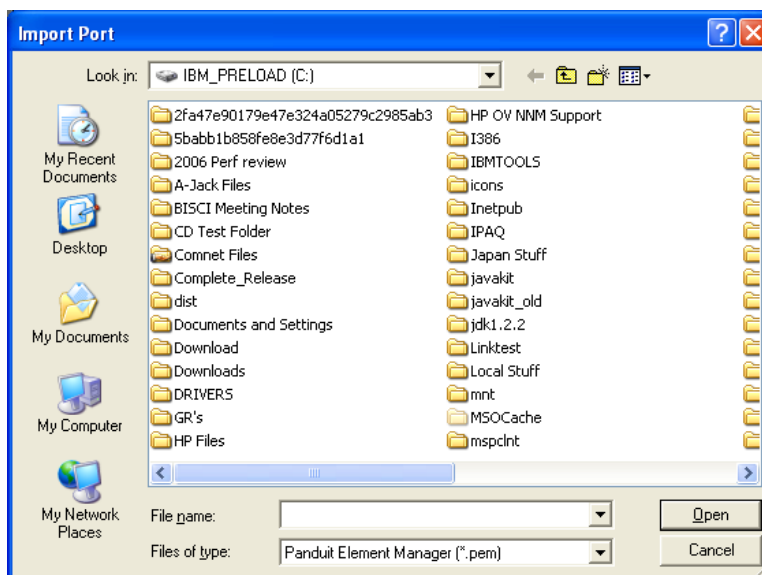 Import Port
Look in: IBM_PRELOAD (C:)
My Recent
Documents
Desktop
My Documents
My Computer
My Network
Places
2fa47e90179e47e324a05279c2985ab3
5babb1b858fe8e3d77f6d1a1
2006 Perf review
A-Jack Files
BISCI Meeting Notes
CD Test Folder
Comnet Files
Complete_Release
dist
Documents and Settings
Download
Downloads
DRIVERS
GR's
HP Files
HP OV NNM Support
I386
IBMTOOLS
icons
Inetpub
IPAQ
Japan Stuff
javakit
javakit_old
jdk1.2.2
Linktest
Local Stuff
mnt
MSOCache
mspclnt
File name:
Open
Files of type: Panduit Element Manager (*.pem)
Cancel